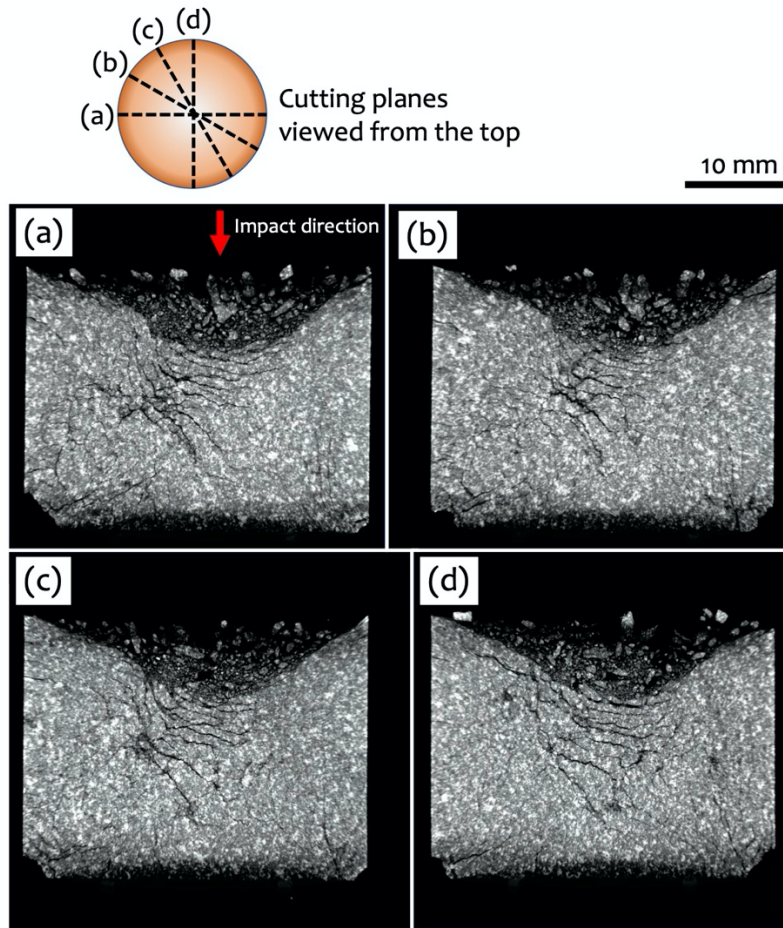 (d)
(c)
(b)
(a)
Cutting planes
viewed from the top
10 mm
(a)
Impact direction
(b)
(c)
(d)